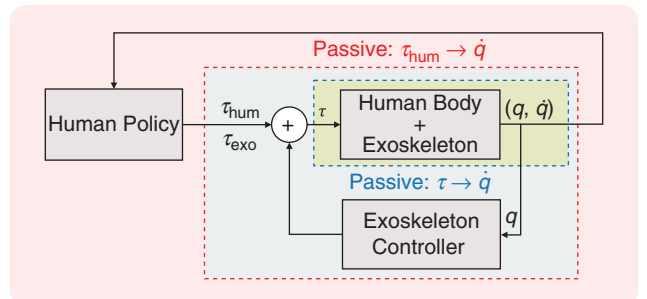 Passive: τhum → q̇
Human Policy
τhum
τexo
+
τ
Human Body
+
Exoskeleton
(q, q̇)
Passive: τ → q̇
Exoskeleton
Controller
q